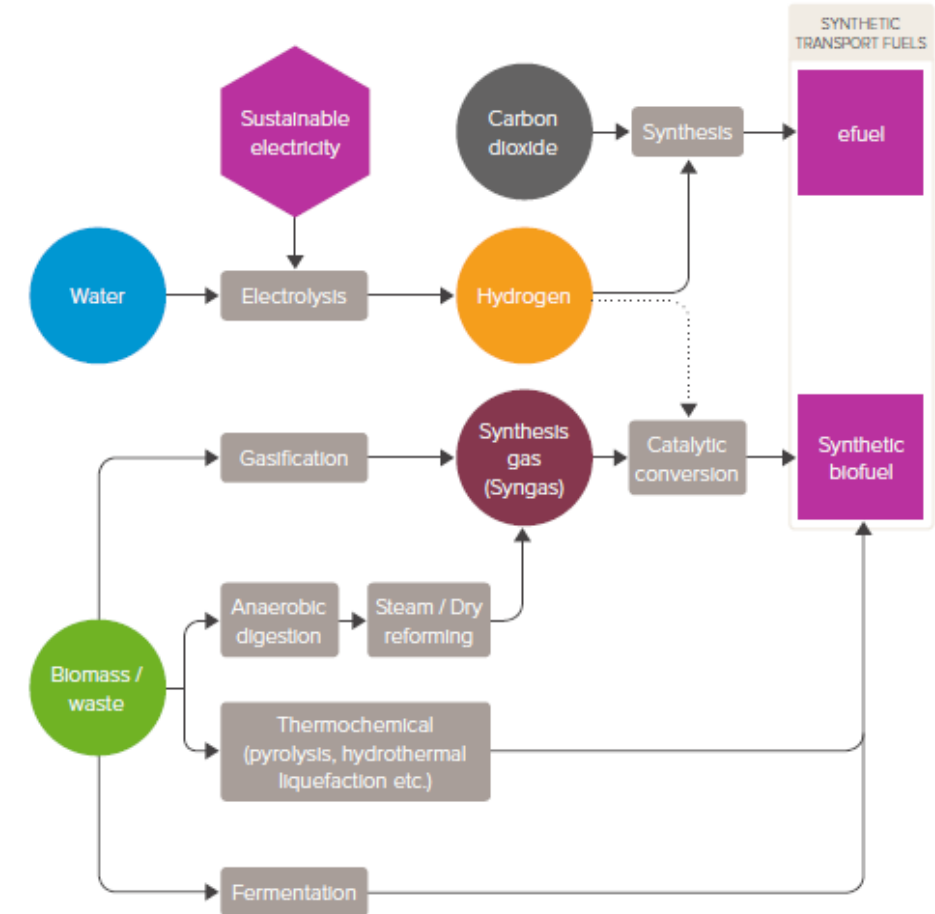 SYNTHETIC
TRANSPORT FUELS
Sustainable
electricity
Carbon
dioxide
Synthesis
efuel
Water
Electrolysis
Hydrogen
Gasification
Synthesis
gas
(Syngas)
Catalytic
conversion
Synthetic
biofuel
Anaerobic
digestion
Steam / Dry
reforming
Biomass /
waste
Thermochemical
(pyrolysis, hydrothermal
liquefaction etc.)
Fermentation